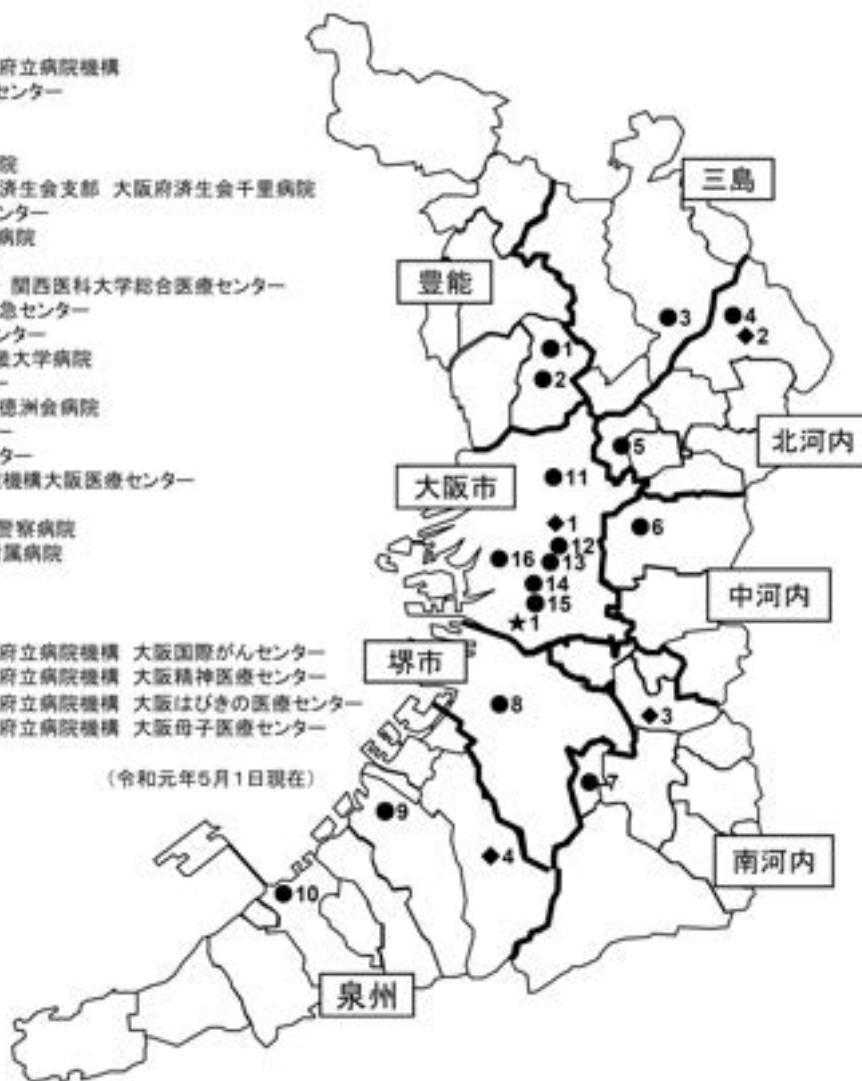 府立病院機構
センター
院
済生会支部 大阪府済生会千里病院
ンター
病院
関西医科大学総合医療センター
急センター
ンター
畿大学病院
ー
徳洲会病院
ー
ター
機構大阪医療センター
警察病院
属病院
府立病院機構 大阪国際がんセンター
府立病院機構 大阪精神医療センター
府立病院機構 大阪はびきの医療センター
府立病院機構 大阪母子医療センター
(令和元年5月1日現在)
三島
豊能
●3
●4
◆2
●1
●2
北河内
●5
大阪市
●11
◆1
●6
●12
●16
●13
●14
中河内
●15
★1
堺市
●8
◆3
●7
●9
南河内
◆4
●10
泉州